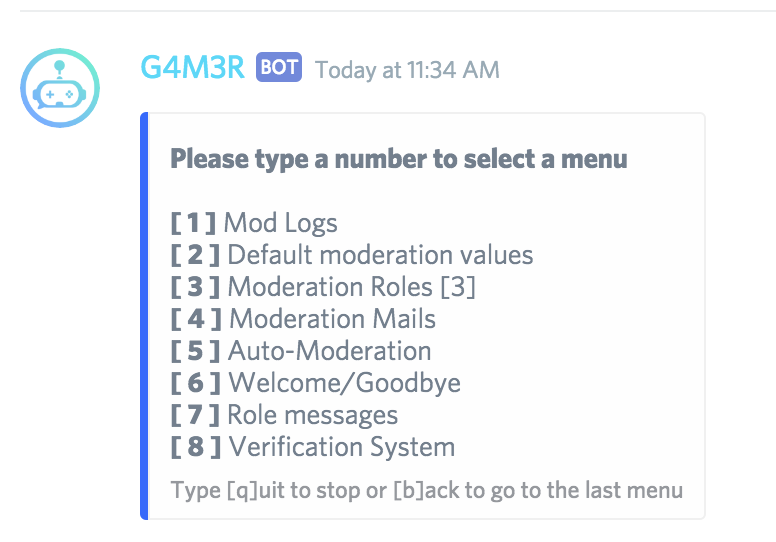 G4M3R BOT Today at 11:34 AM
Please type a number to select a menu
[ 1 ] Mod Logs
[ 2 ] Default moderation values
[ 3 ] Moderation Roles [3]
[ 4 ] Moderation Mails
[ 5 ] Auto-Moderation
[ 6 ] Welcome/Goodbye
[ 7 ] Role messages
[ 8 ] Verification System
Type [q]uit to stop or [b]ack to go to the last menu